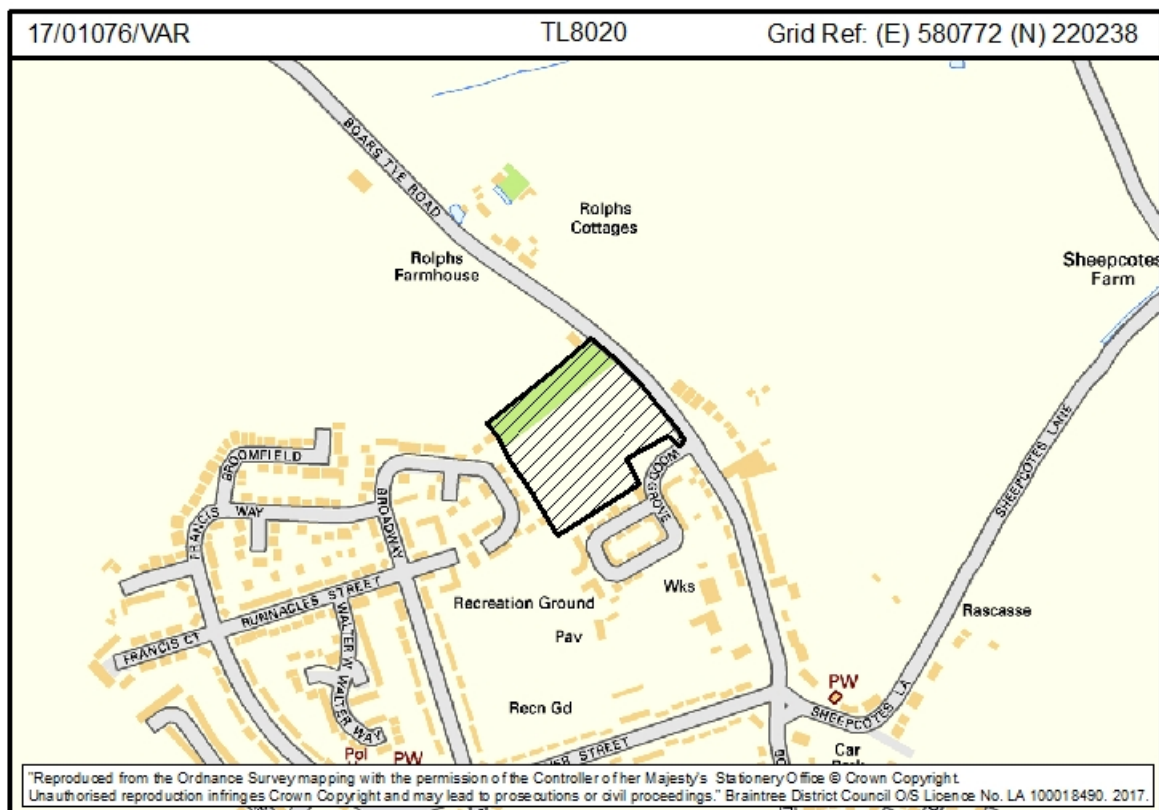 17/01076/VAR TL8020 Grid Ref: (E) 580772 (N) 220238
BOARS TYE ROAD
Rolphs
Cottages
Rolphs
Farmhouse
Sheepcotes
Farm
SHEEPCOTES LANE
BROOMFIELD
FRANCIS WAY
BROADWAY
GOOM
GROVE
RUNNAGLES STREET
FRANCIS CT
WALTER W
WALTER WAY
Recreation Ground
Pav
Wks
Rascasse
Recn Gd
PW
SHEEPCOTES LA
Car
STREET
Pol
PW
"Reproduced from the Ordnance Survey mapping with the permission of the Controller of her Majesty's Stationery Office © Crown Copyright.
Unauthorised reproduction infringes Crown Copyright and may lead to prosecutions or civil proceedings." Braintree District Council O/S Licence No. LA 100018490. 2017.